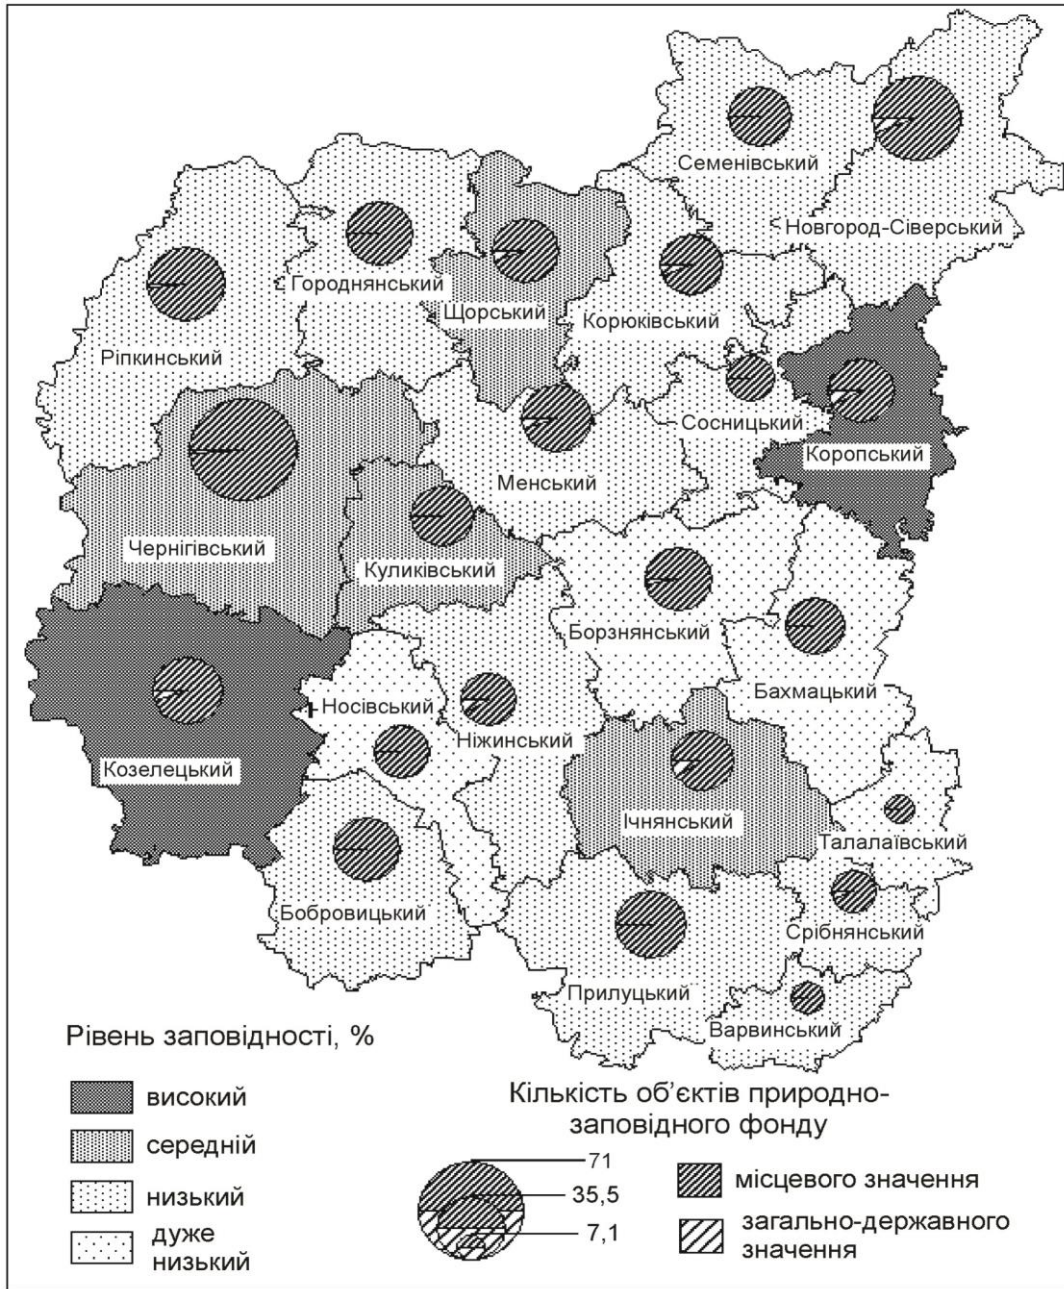 Семенівський
Новгород-Сіверський
Городнянський
Щорський
Корюківський
Ріпкинський
Сосницький
Коропський
Менський
Чернігівський
Куликівський
Борзнянський
Бахмацький
Носівський
Ніжинський
Козелецький
Ічнянський
Талалаївський
Бобровицький
Срібнянський
Прилуцький
Варвинський
Рівень заповідності, %
високий
середній
низький
дуже
низький
Кількість об’єктів природно-
заповідного фонду
71
35,5
7,1
місцевого значення
загально-державного
значення